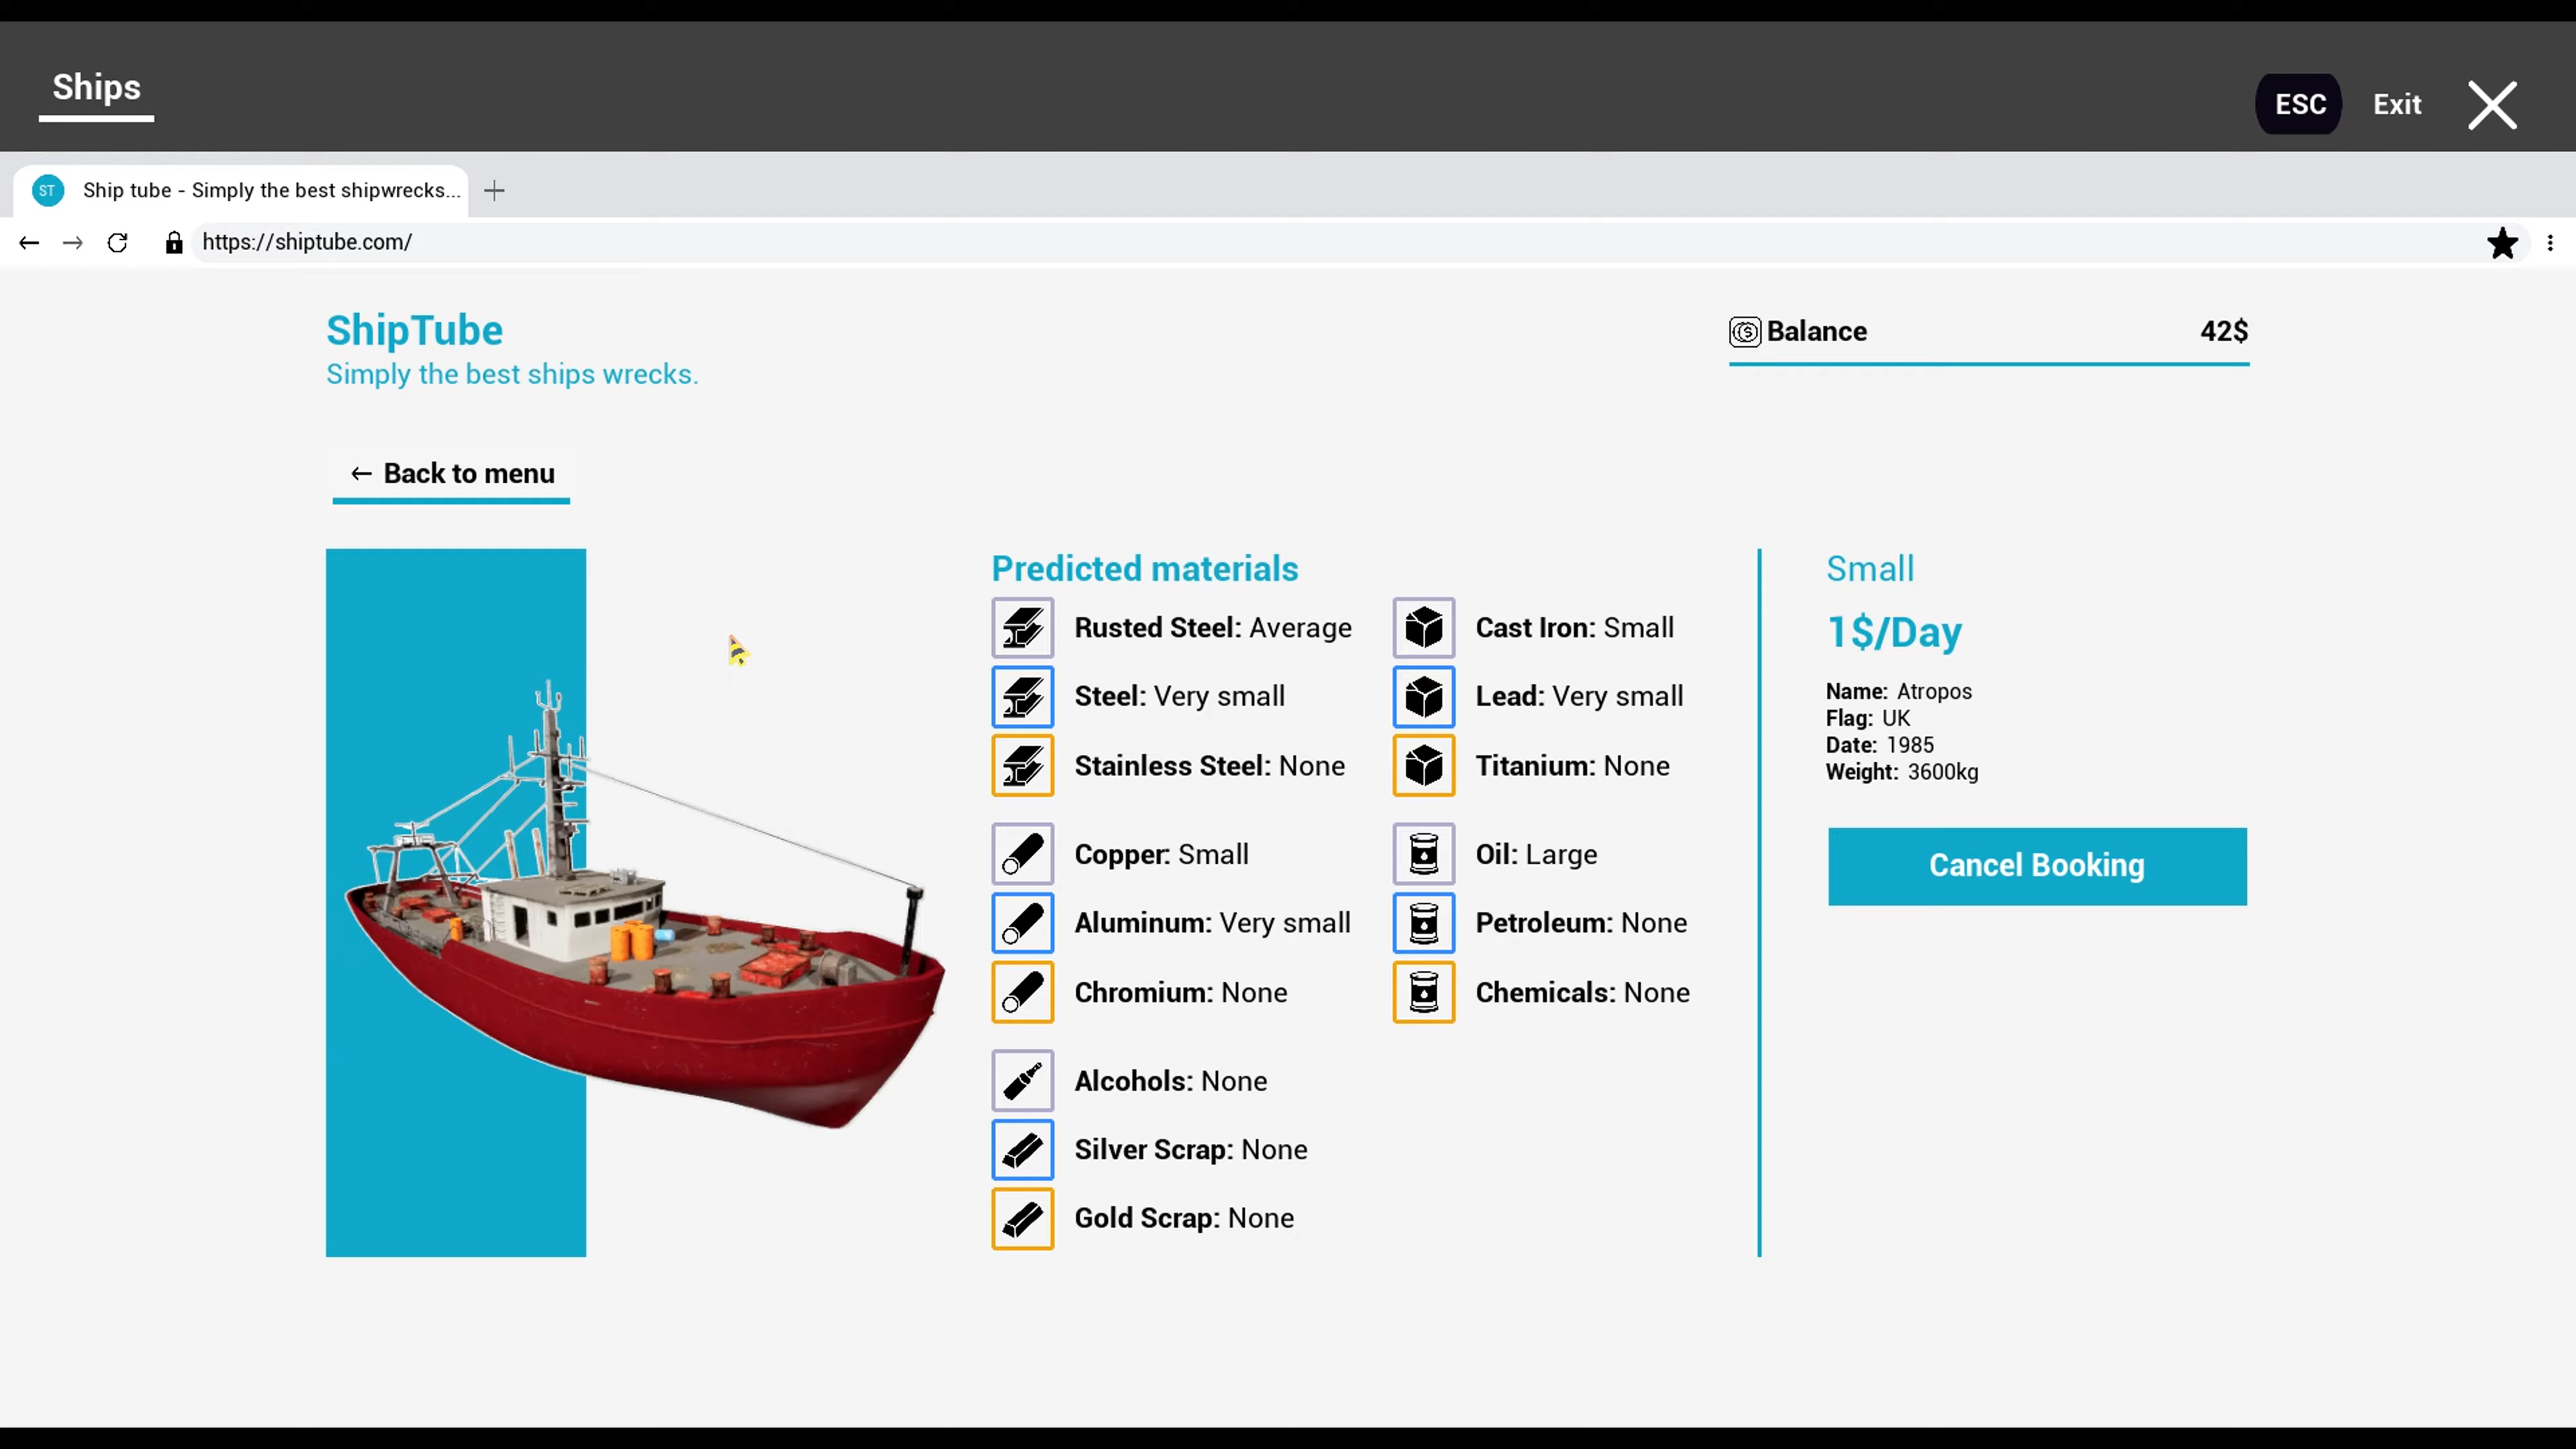 Ships
ESC Exit
ST Ship tube - Simply the best shipwrecks...
https://shiptube.com/
ShipTube
Simply the best ships wrecks.
Balance 42$
← Back to menu
Predicted materials
Rusted Steel: Average
Steel: Very small
Stainless Steel: None
Copper: Small
Aluminum: Very small
Chromium: None
Alcohols: None
Silver Scrap: None
Gold Scrap: None
Cast Iron: Small
Lead: Very small
Titanium: None
Oil: Large
Petroleum: None
Chemicals: None
Small
1$/Day
Name: Atropos
Flag: UK
Date: 1985
Weight: 3600kg
Cancel Booking